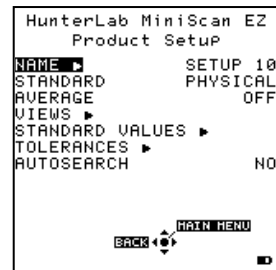 HunterLab MiniScan EZ
Product Setup
NAME ▶ SETUP 10
STANDARD PHYSICAL
AVERAGE OFF
VIEWS ▶
STANDARD VALUES ▶
TOLERANCES ▶
AUTOSEARCH NO
MAIN MENU
BACK